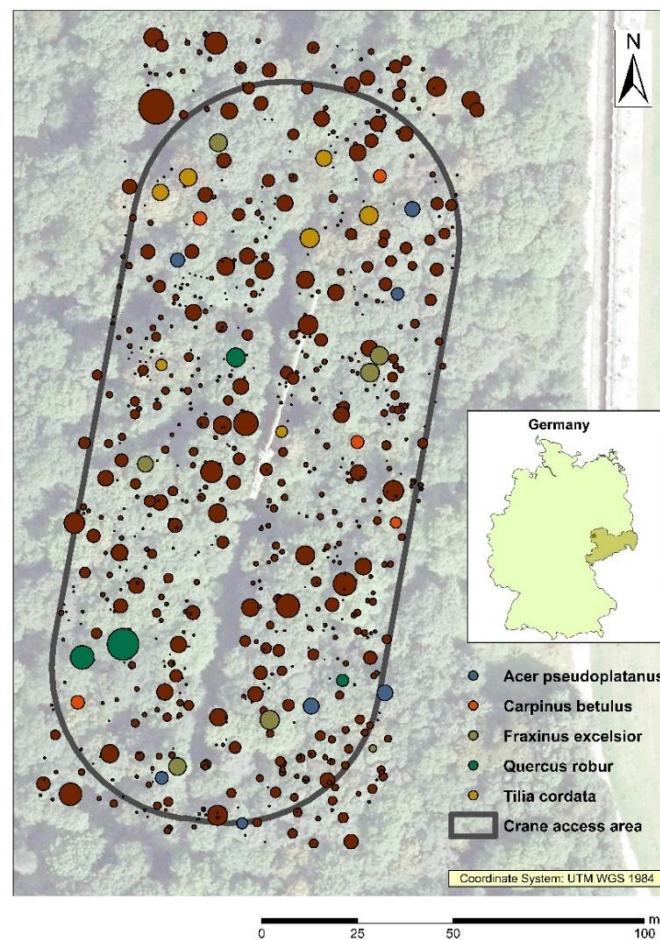 N
Germany
Acer pseudoplatanus
Carpinus betulus
Fraxinus excelsior
Quercus robur
Tilia cordata
Crane access area
Coordinate System: UTM WGS 1984
m
0 25 50 100